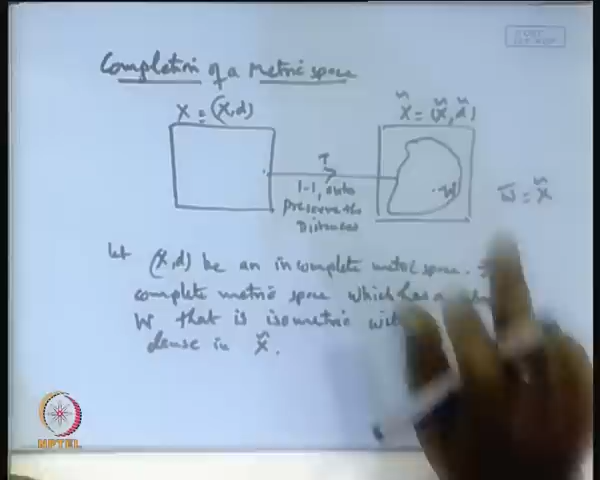 Completion of a Metric space
X = (X, d)
X̃ = (X̃, d̃)
T
1-1, onto
Preserve the
Distances
W
W̄ = X̃
Let (X, d) be an incomplete metric space.
complete metric space which has a
W that is isometric with
dense in X̃.
NPTEL